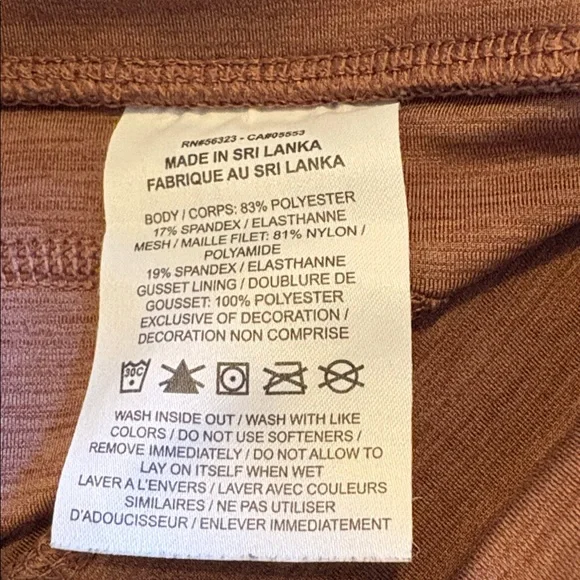 RN#56323 - CA#05553
MADE IN SRI LANKA
FABRIQUE AU SRI LANKA
BODY / CORPS: 83% POLYESTER
17% SPANDEX / ELASTHANNE
MESH / MAILLE FILET: 81% NYLON /
POLYAMIDE
19% SPANDEX / ELASTHANNE
GUSSET LINING / DOUBLURE DE
GOUSSET: 100% POLYESTER
EXCLUSIVE OF DECORATION /
DECORATION NON COMPRISE
30C
WASH INSIDE OUT / WASH WITH LIKE
COLORS / DO NOT USE SOFTENERS /
REMOVE IMMEDIATELY / DO NOT ALLOW TO
LAY ON ITSELF WHEN WET
LAVER A L'ENVERS / LAVER AVEC COULEURS
SIMILAIRES / NE PAS UTILISER
D'ADOUCISSEUR / ENLEVER IMMEDIATEMENT